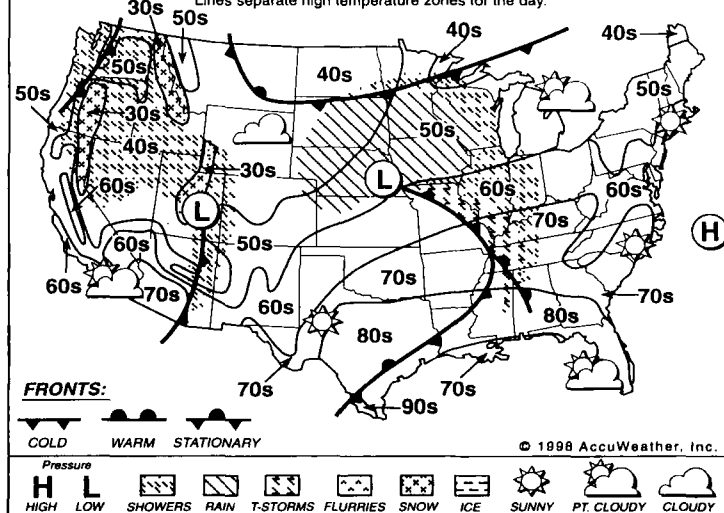 Lines separate high temperature zones for the day.
30s
50s
40s
40s
50s
40s
50s
50s
30s
50s
40s
30s
60s
L
60s
60s
L
H
70s
60s
50s
70s
60s
70s
60s
70s
80s
80s
70s
70s
90s
FRONTS:
COLD WARM STATIONARY
© 1998 AccuWeather, Inc.
Pressure
H L
HIGH LOW SHOWERS RAIN T-STORMS FLURRIES SNOW ICE SUNNY PT. CLOUDY CLOUDY